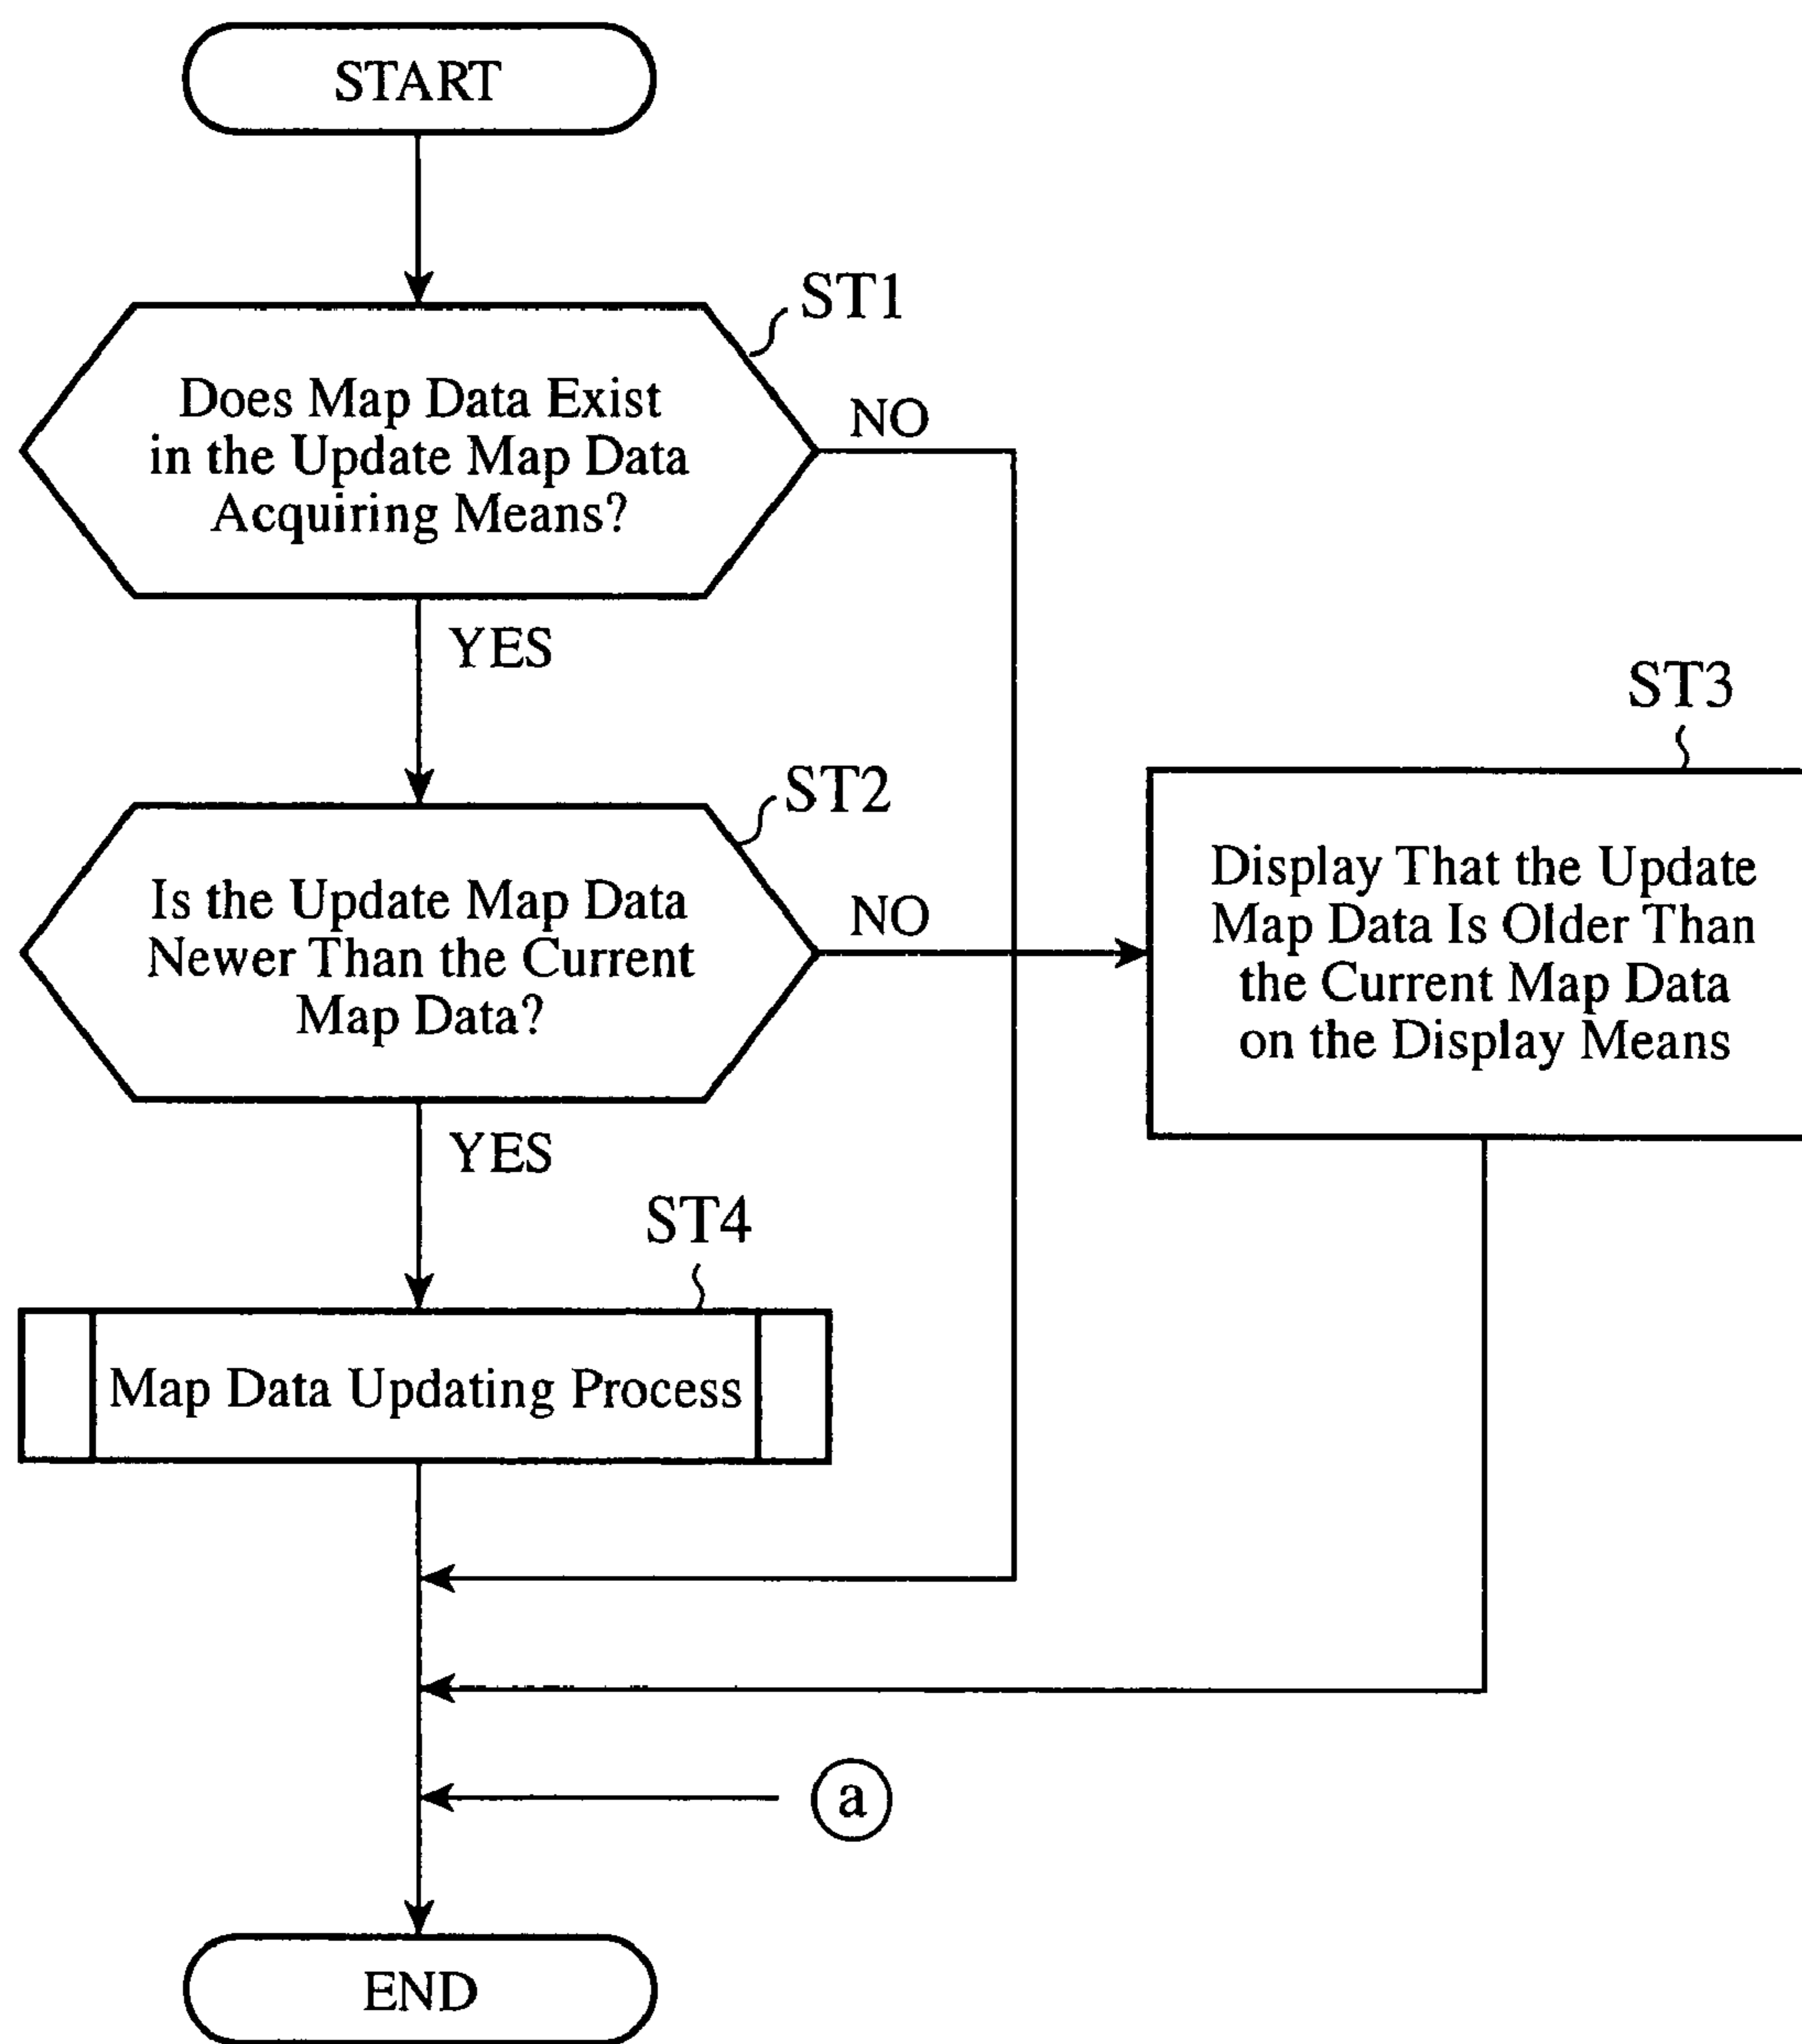 START
ST1
Does Map Data Exist
in the Update Map Data
Acquiring Means?
NO
YES
ST2
Is the Update Map Data
Newer Than the Current
Map Data?
NO
ST3
Display That the Update
Map Data Is Older Than
the Current Map Data
on the Display Means
YES
ST4
Map Data Updating Process
a
END